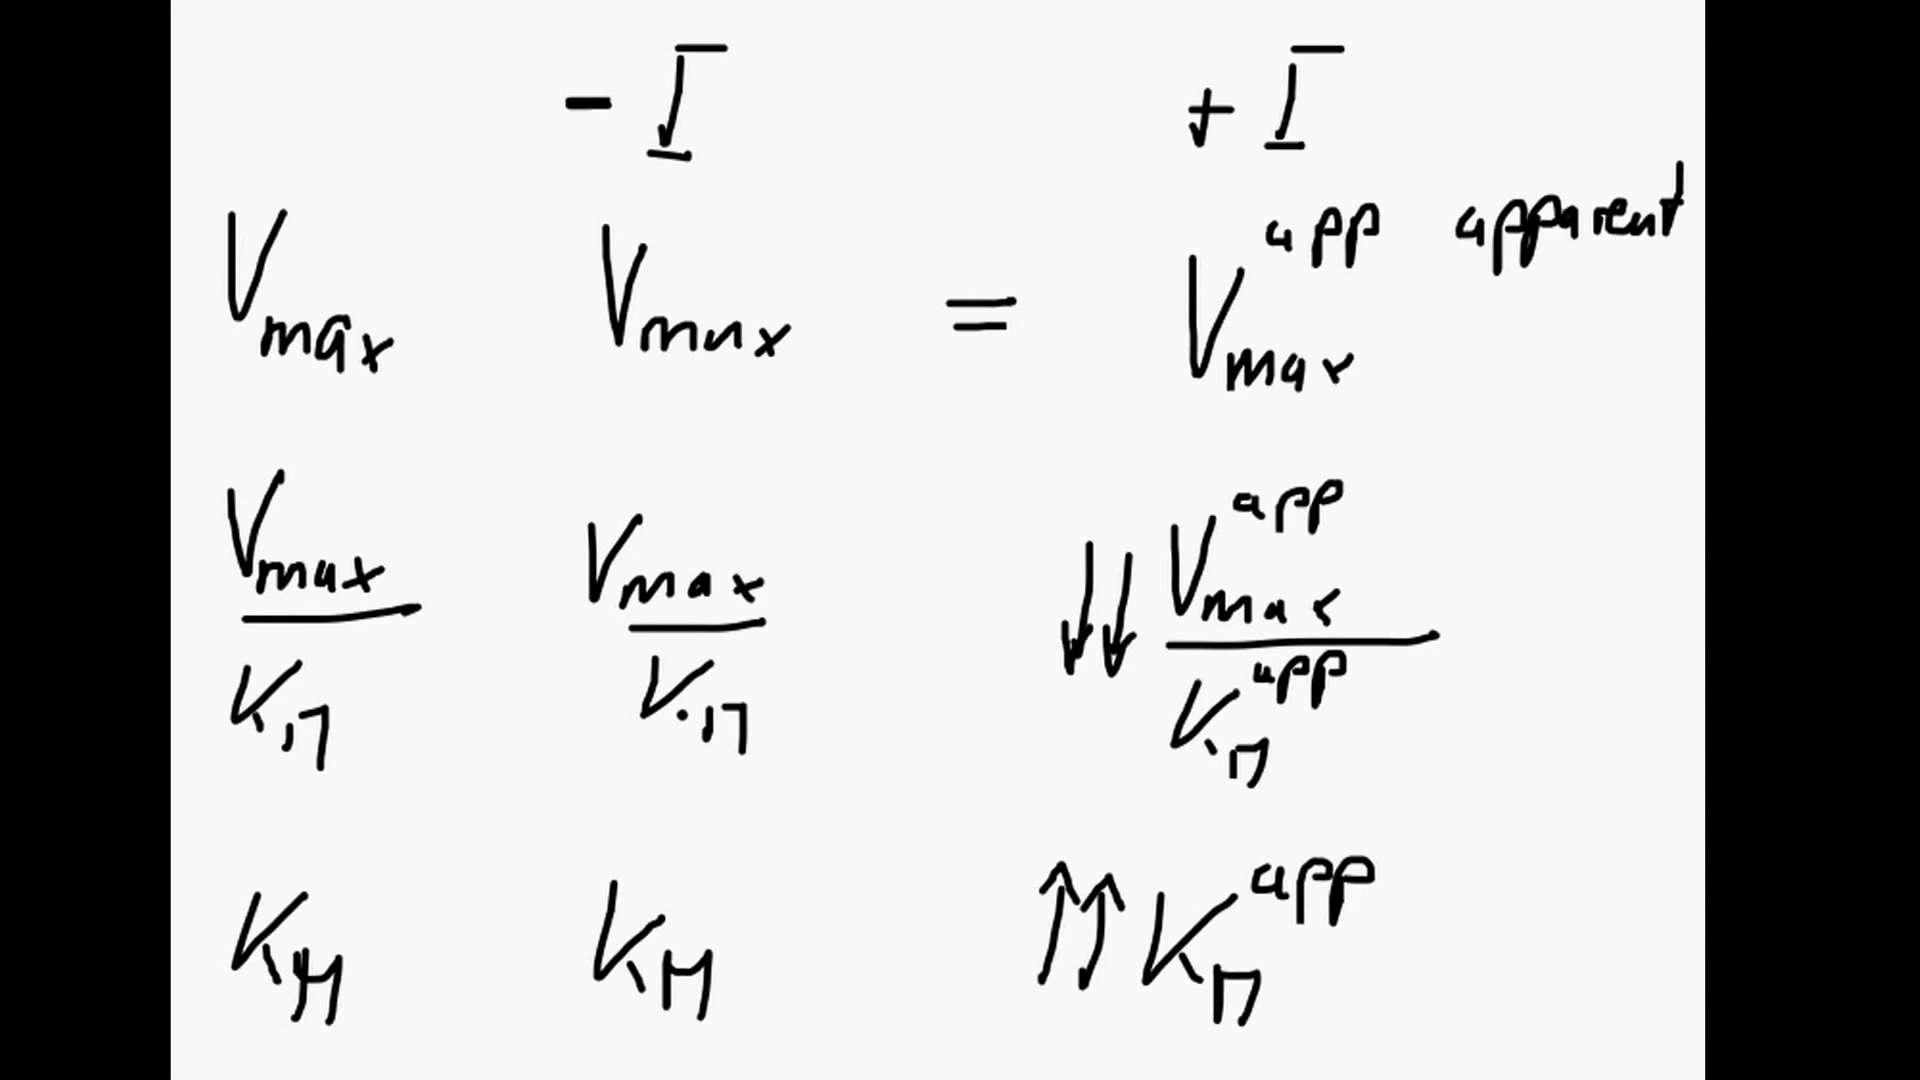 - I + I
Vmax Vmax = Vmax^app apparent
Vmax/KM Vmax/KM ↓↓ Vmax^app/KM^app
KM KM ↑↑ KM^app